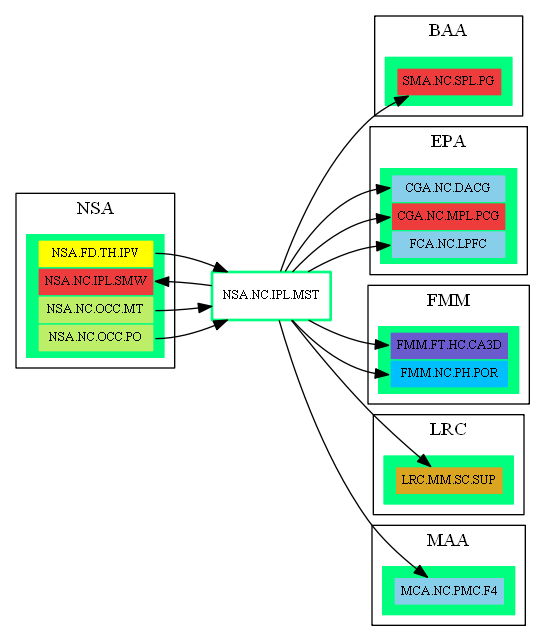 BAA
SMA.NC.SPL.PG
EPA
CGA.NC.DACG
CGA.NC.MPL.PCG
FCA.NC.LPFC
NSA
NSA.FD.TH.IPV
NSA.NC.IPL.SMW
NSA.NC.OCC.MT
NSA.NC.OCC.PO
NSA.NC.IPL.MST
FMM
FMM.FT.HC.CA3D
FMM.NC.PH.POR
LRC
LRC.MM.SC.SUP
MAA
MCA.NC.PMC.F4